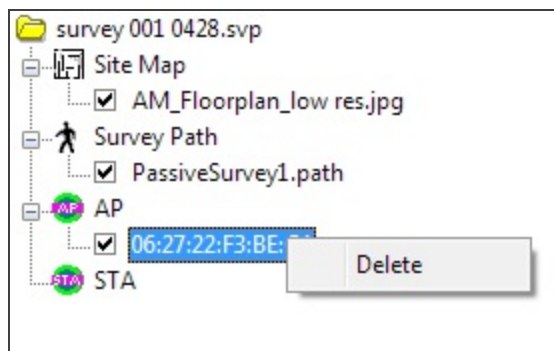 survey 001 0428.svp
Site Map
AM_Floorplan_low res.jpg
Survey Path
PassiveSurvey1.path
AP AP
06:27:22:F3:BE:
Delete
STA STA